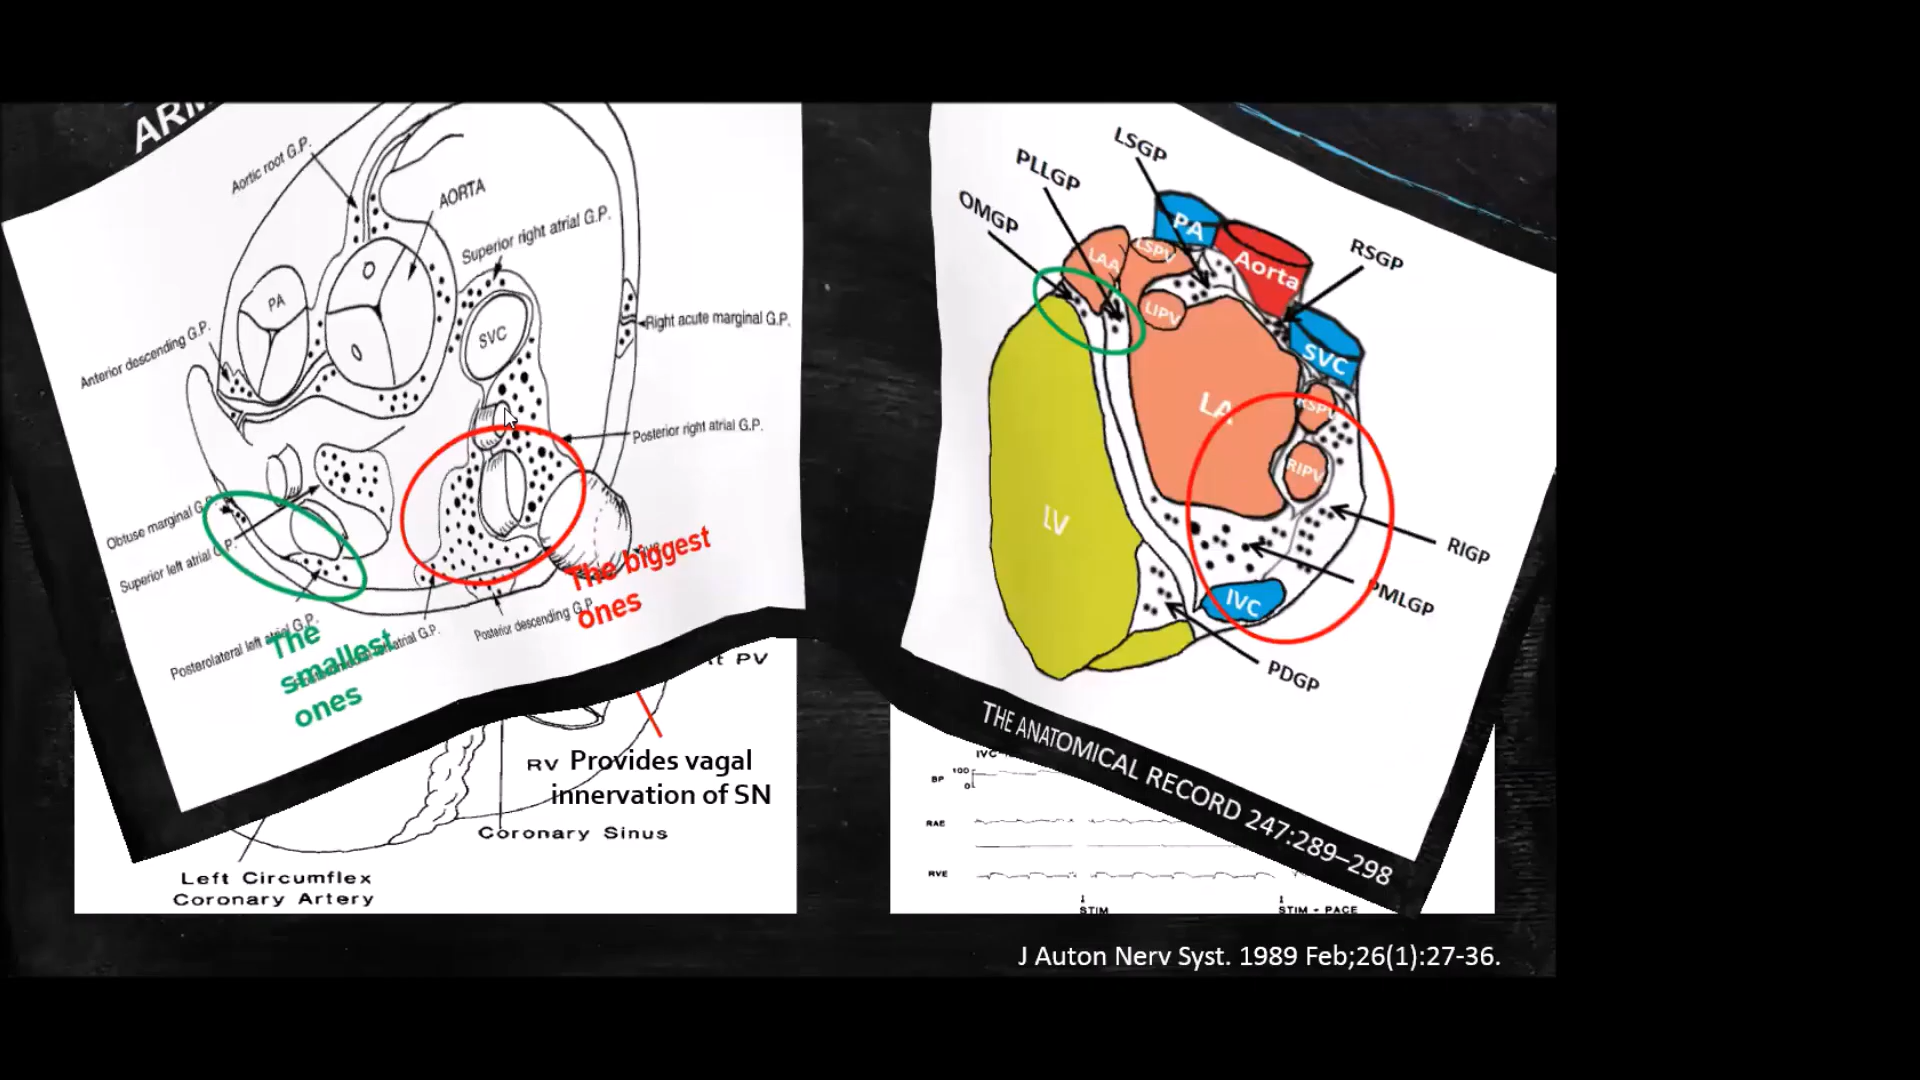 Aortic root G.P.
AORTA
Superior right atrial G.P.
PA
SVC
Right acute marginal G.P.
Anterior descending G.P.
Posterior right atrial G.P.
Obtuse marginal G.P.
Superior left atrial G.P.
Posterolateral left atrial G.P.
atrial G.P.
Posterior descending G.P.
The biggest
ones
The
smallest
ones
PV
RV
Provides vagal
innervation of SN
Coronary Sinus
Left Circumflex
Coronary Artery
LSGP
PLLGP
OMGP
RSGP
PA
Aorta
LAA
LSPV
LIPV
SVC
LA
RSPV
RIPV
LV
RIGP
PMLGP
IVC
PDGP
THE ANATOMICAL RECORD 247:289–298
IVC
BP
100
0
RAE
RVE
STIM
STIM + PACE
J Auton Nerv Syst. 1989 Feb;26(1):27-36.